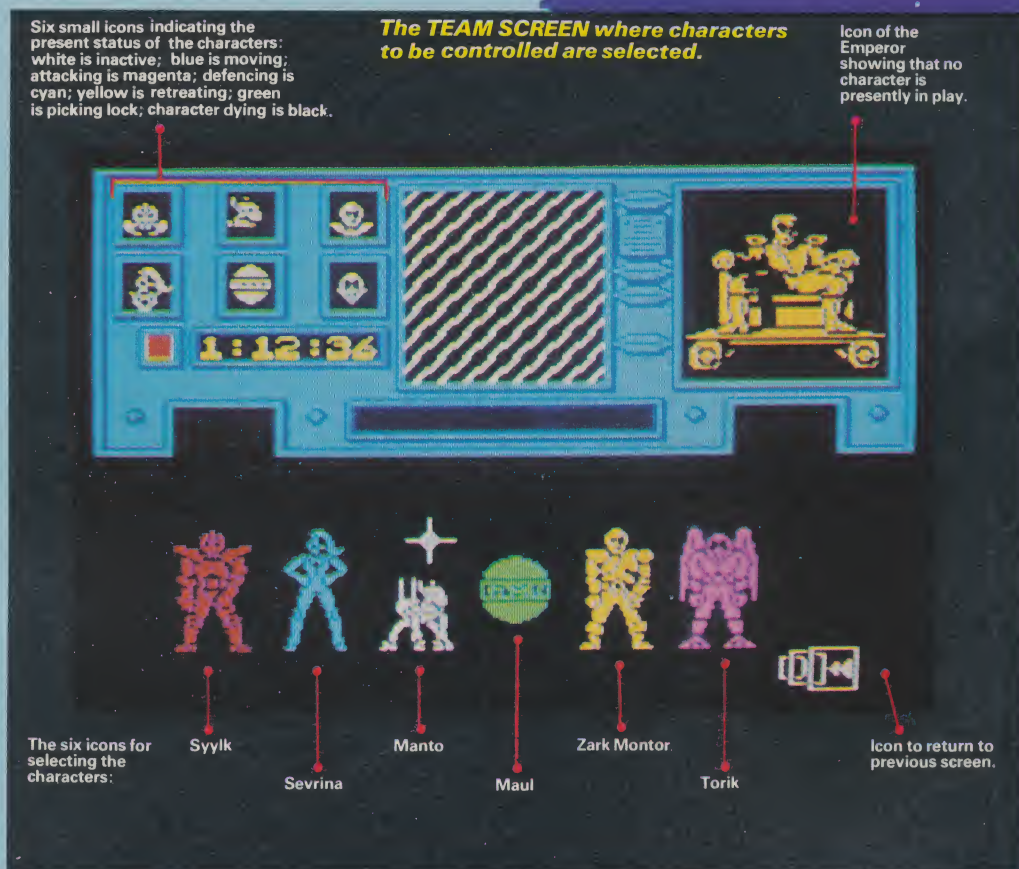 Six small icons indicating the
present status of the characters:
white is inactive; blue is moving;
attacking is magenta; defencing is
cyan; yellow is retreating; green
is picking lock; character dying is black.
The TEAM SCREEN where characters
to be controlled are selected.
Icon of the
Emperor
showing that no
character is
presently in play.
1:12:36
The six icons for
selecting the
characters:
Syylk
Sevrina
Manto
Maul
Zark Montor
Torik
Icon to return to
previous screen.